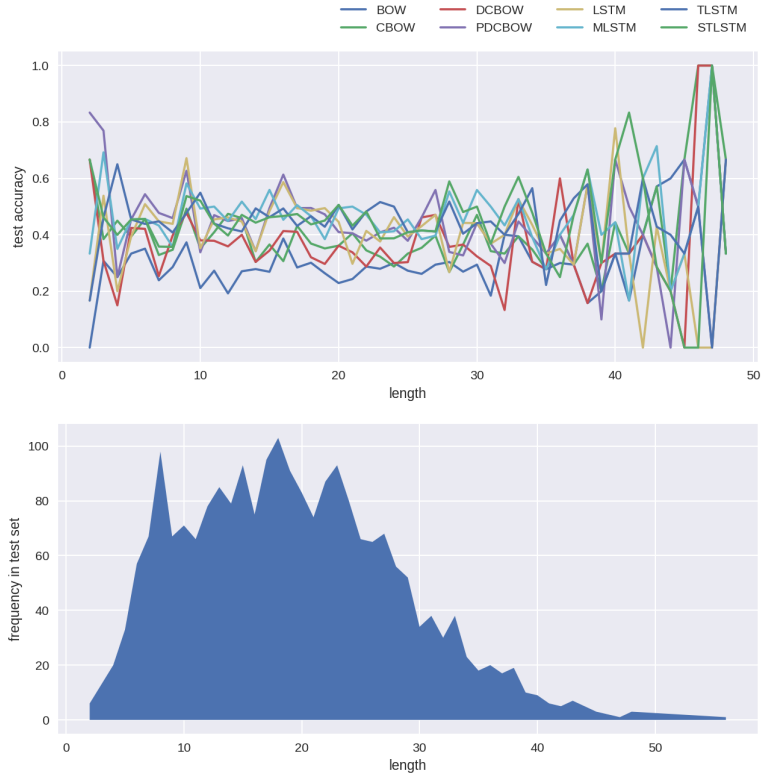 BOW DCBOW LSTM TLSTM
CBOW PDCBOW MLSTM STLSTM
1.0
0.8
0.6
0.4
0.2
0.0
test accuracy
0 10 20 30 40 50
length
100
80
60
40
20
0
frequency in test set
0 10 20 30 40 50
length